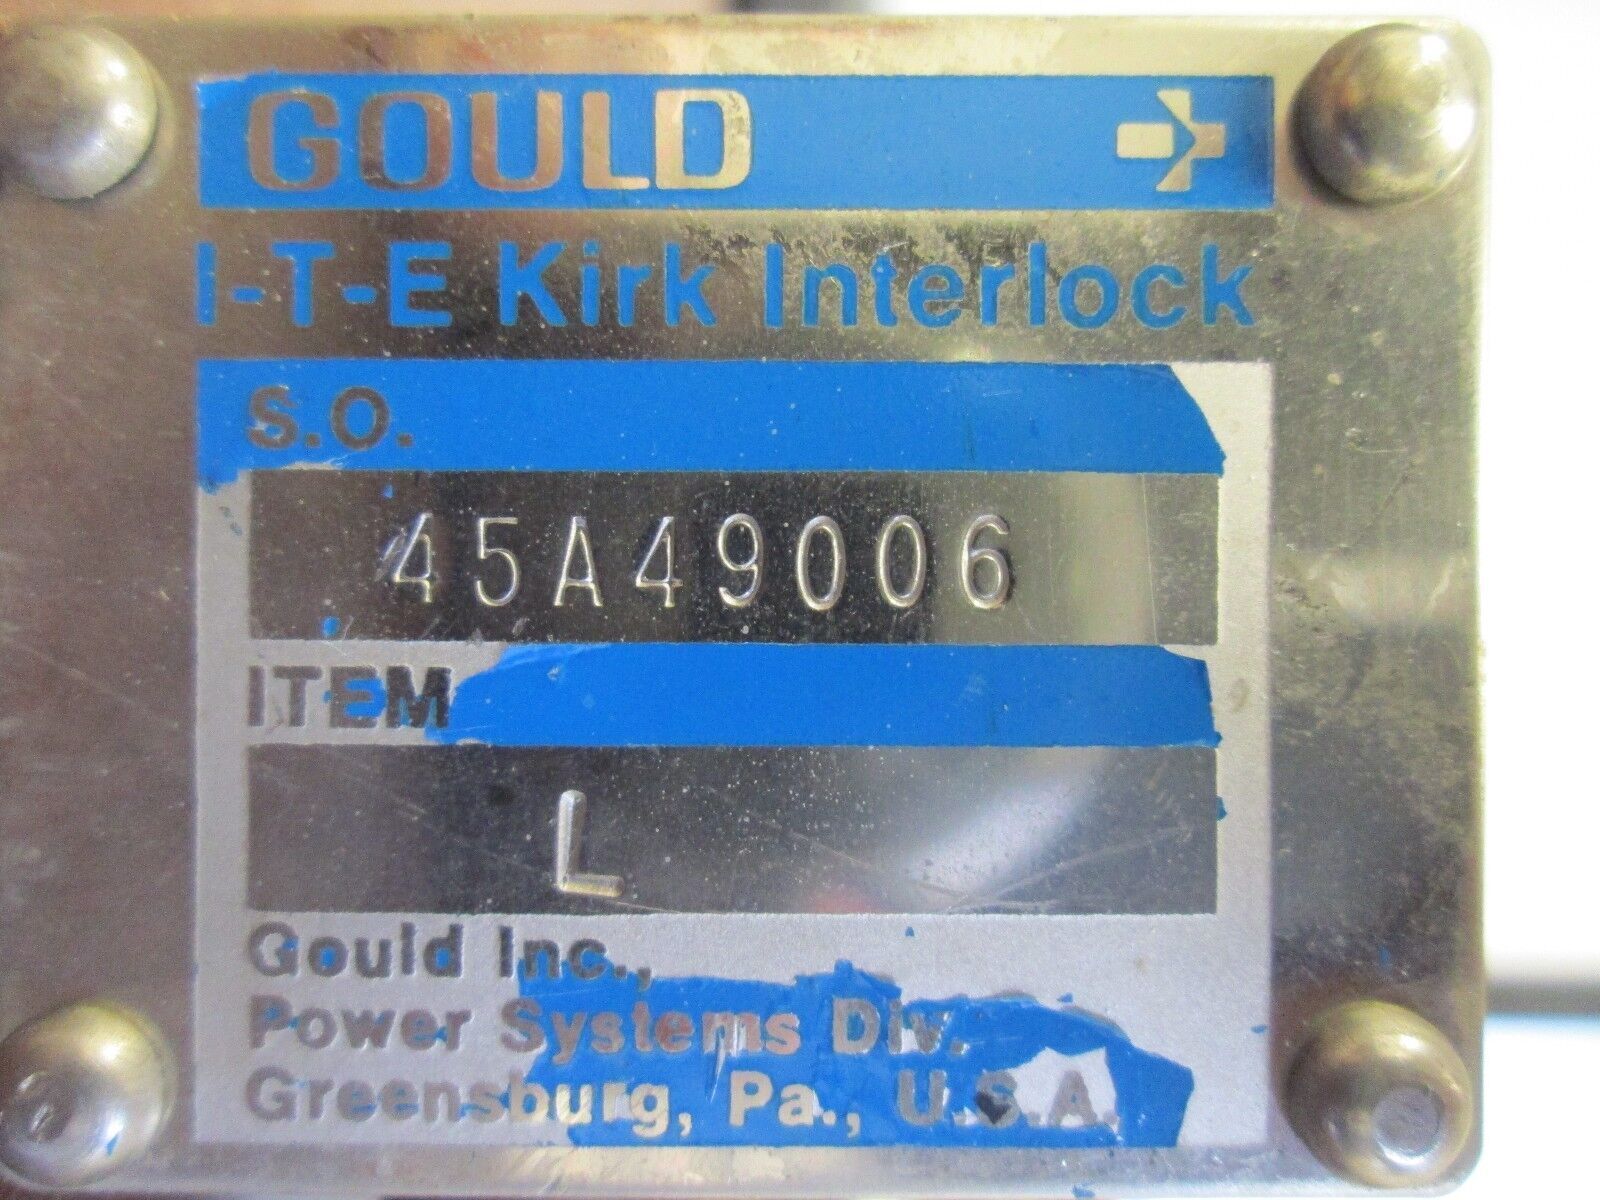 GOULD
I-T-E Kirk Interlock
S.O.
45A49006
ITEM
L
Gould Inc.,
Power Systems Div.
Greensburg, Pa., U.S.A.